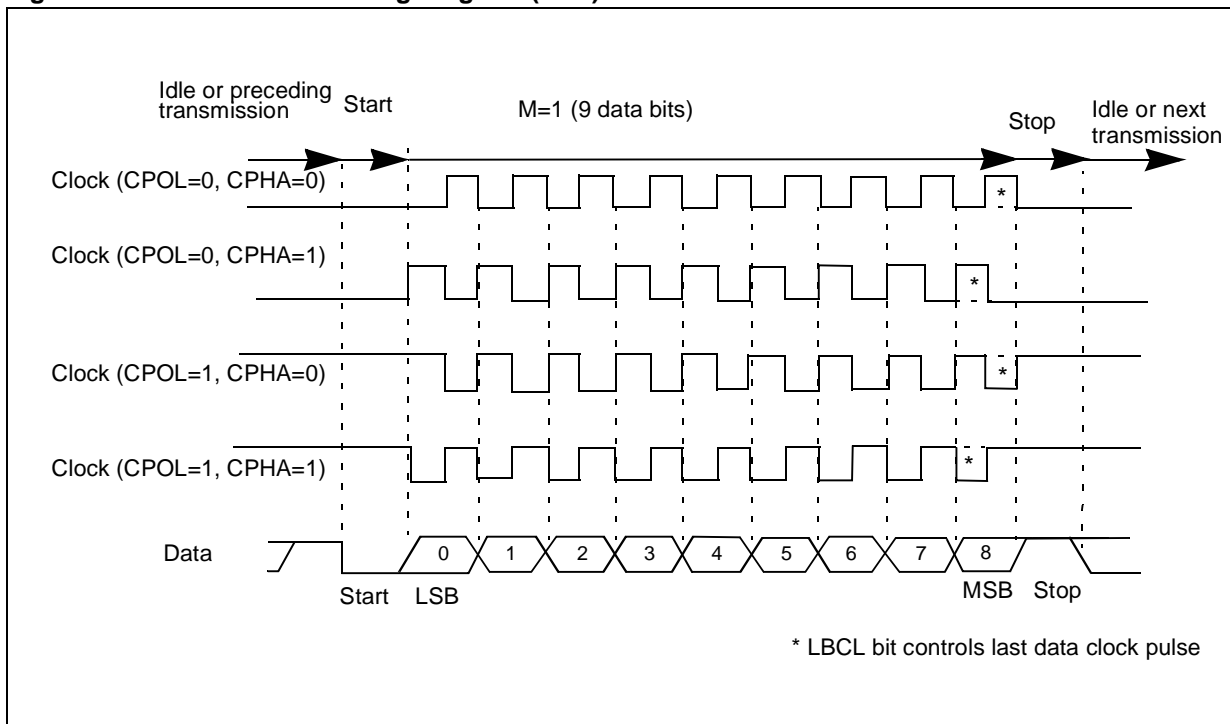 Idle or preceding
transmission
Start
M=1 (9 data bits)
Stop
Idle or next
transmission
Clock (CPOL=0, CPHA=0)
*
Clock (CPOL=0, CPHA=1)
*
Clock (CPOL=1, CPHA=0)
*
Clock (CPOL=1, CPHA=1)
*
Data
0 1 2 3 4 5 6 7 8
Start LSB MSB Stop
* LBCL bit controls last data clock pulse